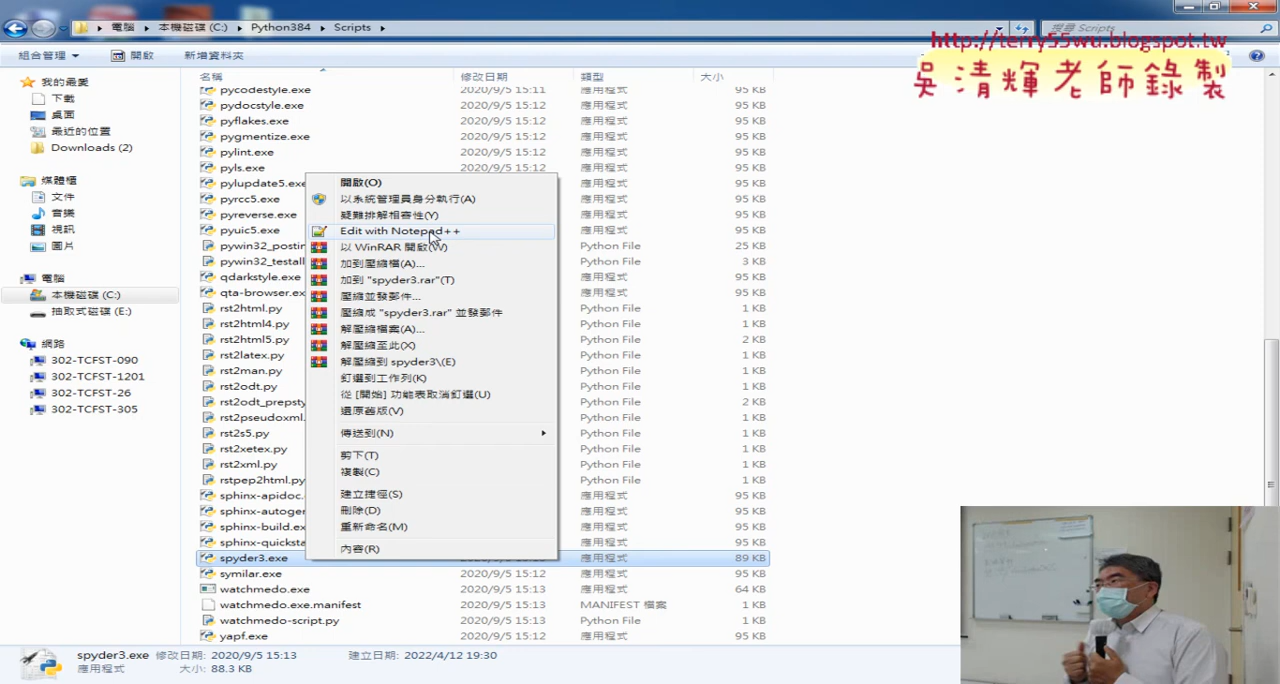 電腦 本機磁碟 (C:) Python384 Scripts
搜尋 Scripts
http://terry55wu.blogspot.tw
吳清輝老師錄製
組合管理 開啟 新增資料夾
名稱 修改日期 類型 大小
我的最愛
下載
桌面
最近的位置
Downloads (2)
媒體櫃
文件
音樂
視訊
圖片
電腦
本機磁碟 (C:)
抽取式磁碟 (E:)
網路
302-TCFST-090
302-TCFST-1201
302-TCFST-26
302-TCFST-305
pycodestyle.exe 2020/9/5 15:11 應用程式 95 KB
pydocstyle.exe 2020/9/5 15:12 應用程式 95 KB
pyflakes.exe 2020/9/5 15:12 應用程式 95 KB
pygmentize.exe 2020/9/5 15:12 應用程式 95 KB
pylint.exe 2020/9/5 15:12 應用程式 95 KB
pyls.exe 2020/9/5 15:12 應用程式 95 KB
pylupdate5.exe 應用程式 95 KB
pyrcc5.exe 應用程式 95 KB
pyreverse.exe 應用程式 95 KB
pyuic5.exe 應用程式 95 KB
pywin32_postin Python File 25 KB
pywin32_testall Python File 3 KB
qdarkstyle.exe 應用程式 95 KB
qta-browser.ex 應用程式 95 KB
rst2html.py Python File 1 KB
rst2html4.py Python File 1 KB
rst2html5.py Python File 2 KB
rst2latex.py Python File 1 KB
rst2man.py Python File 1 KB
rst2odt.py Python File 1 KB
rst2odt_prepsty Python File 2 KB
rst2pseudoxml. Python File 1 KB
rst2s5.py Python File 1 KB
rst2xetex.py Python File 1 KB
rst2xml.py Python File 1 KB
rstpep2html.py Python File 1 KB
sphinx-apidoc. 應用程式 95 KB
sphinx-autoger 應用程式 95 KB
sphinx-build.ex 應用程式 95 KB
sphinx-quicksta 應用程式 95 KB
spyder3.exe 應用程式 89 KB
symilar.exe 2020/9/5 15:12 應用程式 95 KB
watchmedo.exe 2020/9/5 15:13 應用程式 64 KB
watchmedo.exe.manifest 2020/9/5 15:13 MANIFEST 檔案 1 KB
watchmedo-script.py 2020/9/5 15:13 Python File 1 KB
yapf.exe 2020/9/5 15:12 應用程式 95 KB
開啟(O)
以系統管理員身分執行(A)
疑難排解相容性(Y)
Edit with Notepad++
以 WinRAR 開啟(W)
加到壓縮檔(A)...
加到 "spyder3.rar"(T)
壓縮並發郵件...
壓縮成 "spyder3.rar" 並發郵件
解壓縮檔案(A)...
解壓縮至此(X)
解壓縮到 spyder3\(E)
釘選到工作列(K)
從 [開始] 功能表取消釘選(U)
還原舊版(V)
傳送到(N)
剪下(T)
複製(C)
建立捷徑(S)
刪除(D)
重新命名(M)
內容(R)
spyder3.exe 修改日期: 2020/9/5 15:13 建立日期: 2022/4/12 19:30
應用程式 大小: 88.3 KB